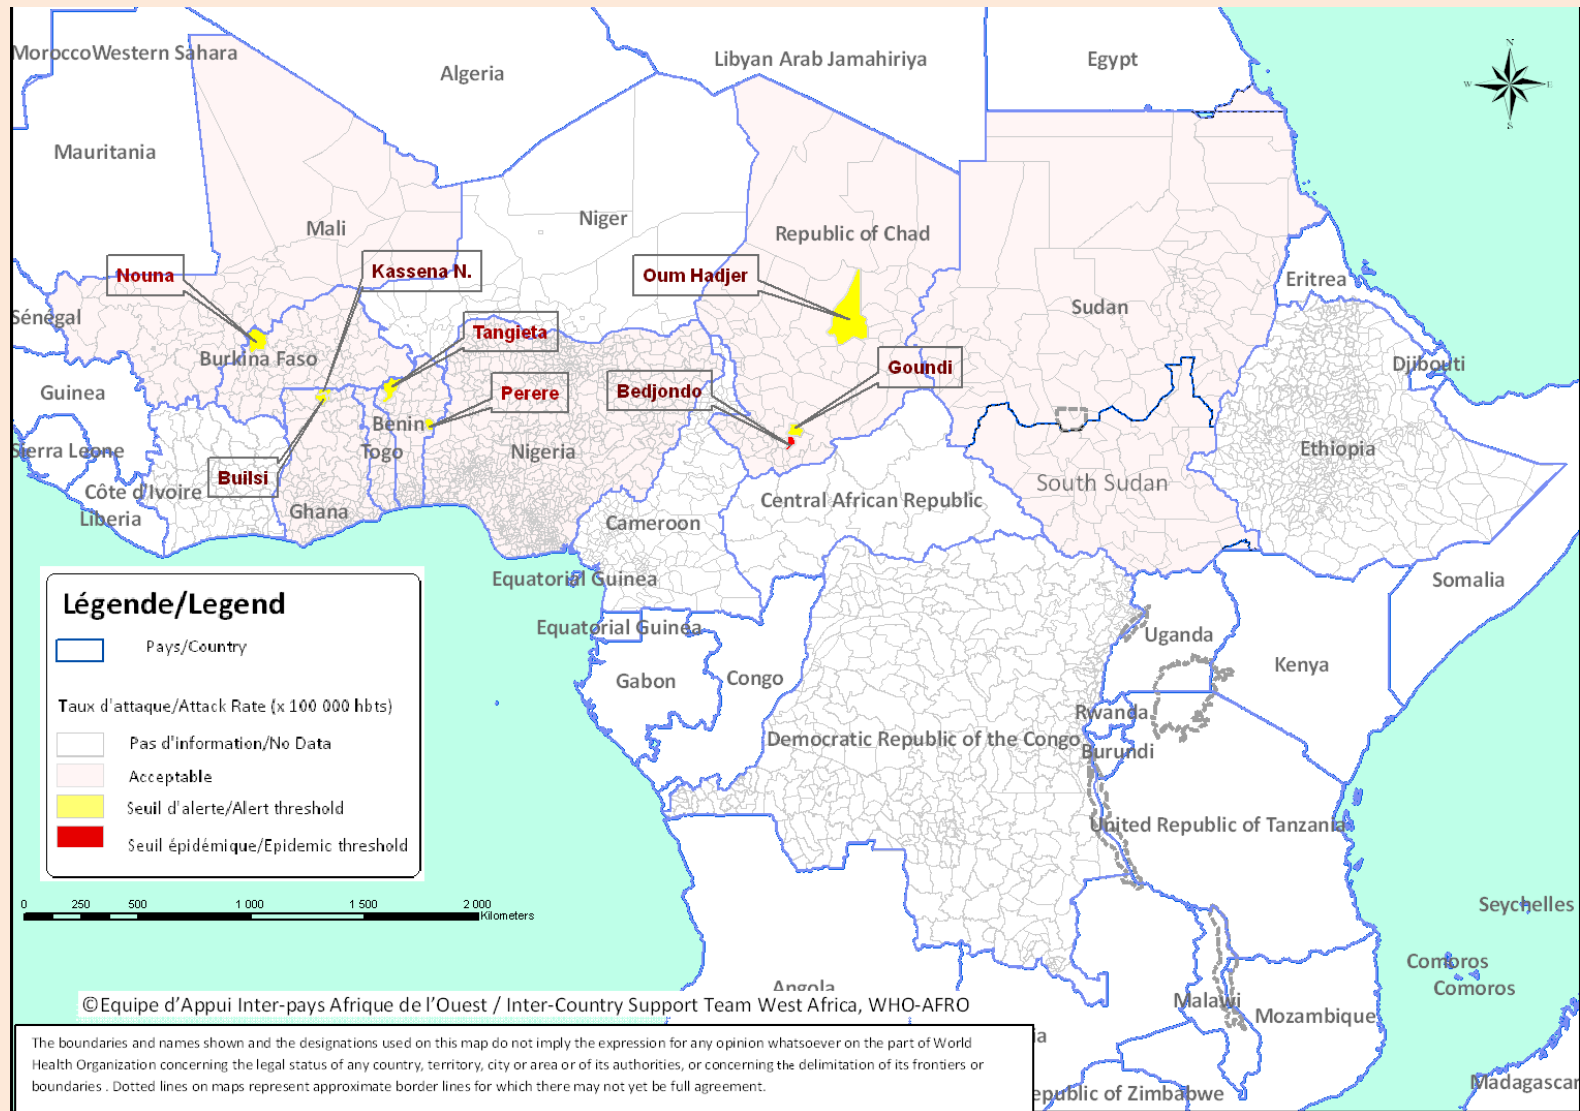 N
W
E
S
Morocco
Western Sahara
Algeria
Libyan Arab Jamahiriya
Egypt
Mauritania
Mali
Niger
Republic of Chad
Sudan
Eritrea
Nouna
Kassena N.
Oum Hadjer
Sénégal
Tangieta
Burkina Faso
Goundi
Djibouti
Guinea
Perere
Bedjondo
Benin
Togo
Nigeria
Sierra Leone
Ethiopia
Builsi
Côte d'Ivoire
Ghana
Liberia
Cameroon
Central African Republic
South Sudan
Equatorial Guinea
Somalia
Equatorial Guinea
Uganda
Kenya
Gabon
Congo
Rwanda
Democratic Republic of the Congo
Burundi
United Republic of Tanzania
Seychelles
Comoros
Comoros
Angola
Malawi
Mozambique
ia
epublic of Zimbabwe
Madagascar
Légende/Legend
Pays/Country
Taux d'attaque/Attack Rate (x 100 000 hbts)
Pas d'information/No Data
Acceptable
Seuil d'alerte/Alert threshold
Seuil épidémique/Epidemic threshold
0 250 500 1 000 1 500 2 000
Kilometers
©Equipe d'Appui Inter-pays Afrique de l'Ouest / Inter-Country Support Team West Africa, WHO-AFRO
The boundaries and names shown and the designations used on this map do not imply the expression for any opinion whatsoever on the part of World
Health Organization concerning the legal status of any country, territory, city or area or of its authorities, or concerning the delimitation of its frontiers or
boundaries . Dotted lines on maps represent approximate border lines for which there may not yet be full agreement.